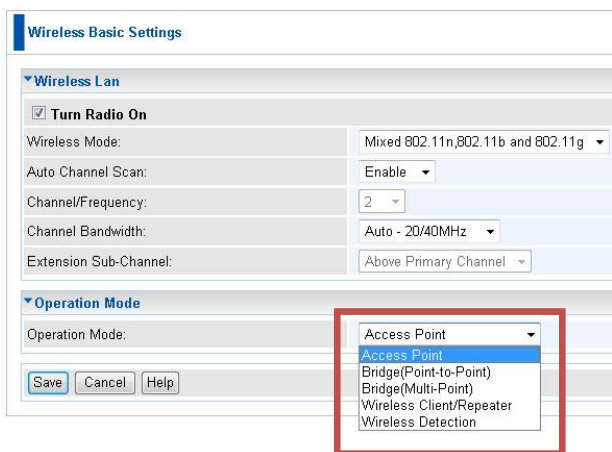 Wireless Basic Settings
Wireless Lan
Turn Radio On
Wireless Mode: Mixed 802.11n,802.11b and 802.11g
Auto Channel Scan: Enable
Channel/Frequency: 2
Channel Bandwidth: Auto - 20/40MHz
Extension Sub-Channel: Above Primary Channel
Operation Mode
Operation Mode: Access Point
Access Point
Bridge(Point-to-Point)
Bridge(Multi-Point)
Wireless Client/Repeater
Wireless Detection
Save Cancel Help